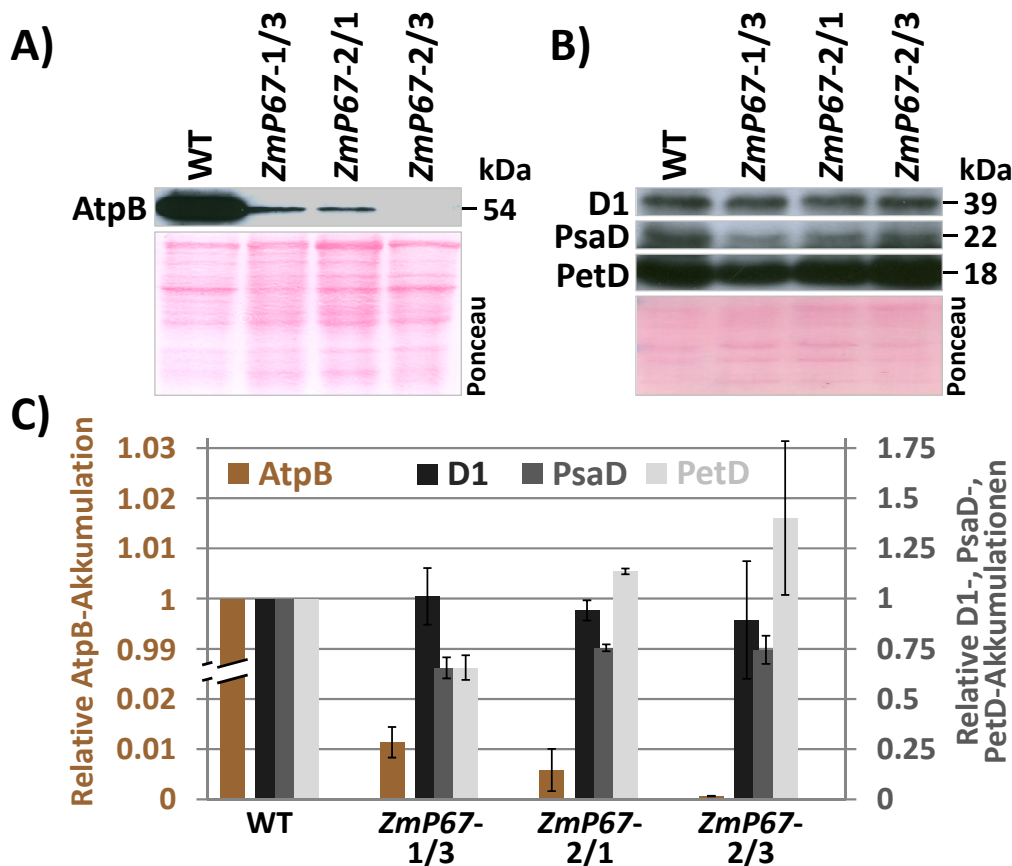 A)
WT
ZmP67-1/3
ZmP67-2/1
ZmP67-2/3
kDa
AtpB
54
Ponceau
B)
WT
ZmP67-1/3
ZmP67-2/1
ZmP67-2/3
kDa
D1
39
PsaD
22
PetD
18
Ponceau
C)
Relative AtpB-Akkumulation
1.03
1.02
1.01
1
0.99
0.02
0.01
0
AtpB
D1
PsaD
PetD
1.75
1.5
1.25
1
0.75
0.5
0.25
0
Relative D1-, PsaD-,
PetD-Akkumulationen
WT
ZmP67-
1/3
ZmP67-
2/1
ZmP67-
2/3